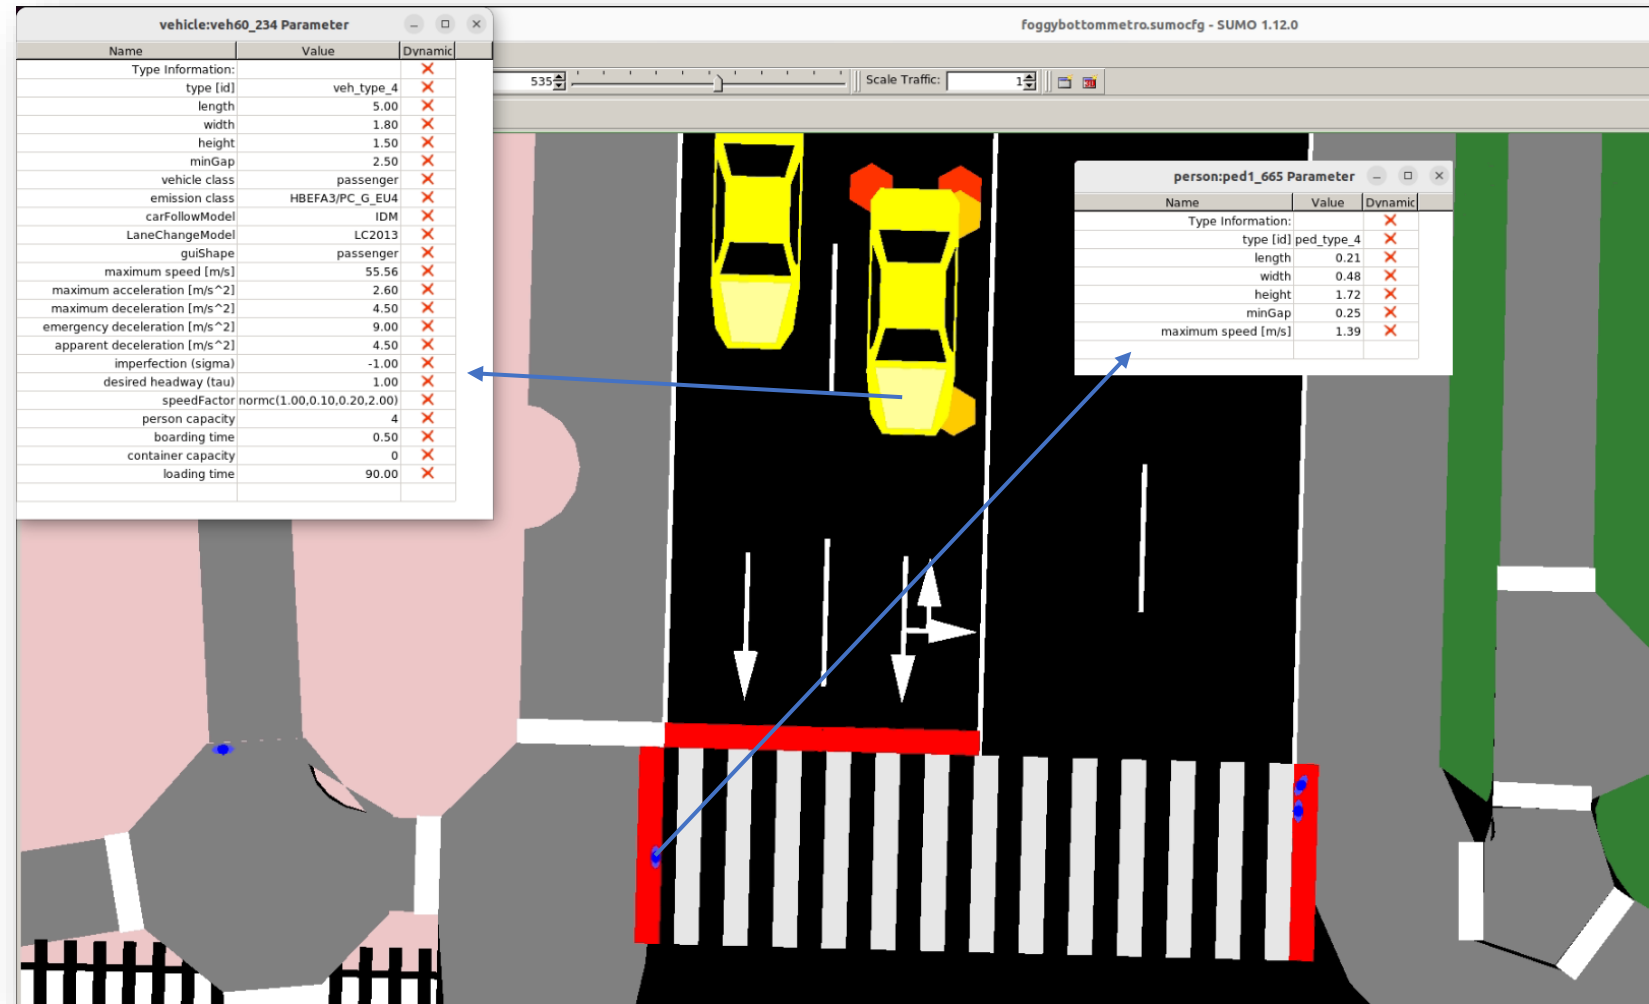 vehicle:veh60_234 Parameter
foggybottommetro.sumocfg - SUMO 1.12.0
Name Value Dynamic
Type Information:
type [id] veh_type_4
length 5.00
width 1.80
height 1.50
minGap 2.50
vehicle class passenger
emission class HBEFA3/PC_G_EU4
carFollowModel IDM
LaneChangeModel LC2013
guiShape passenger
maximum speed [m/s] 55.56
maximum acceleration [m/s^2] 2.60
maximum deceleration [m/s^2] 4.50
emergency deceleration [m/s^2] 9.00
apparent deceleration [m/s^2] 4.50
imperfection (sigma) -1.00
desired headway (tau) 1.00
speedFactor normc(1.00,0.10,0.20,2.00)
person capacity 4
boarding time 0.50
container capacity 0
loading time 90.00
535 Scale Traffic: 1
person:ped1_665 Parameter
Name Value Dynamic
Type Information:
type [id] ped_type_4
length 0.21
width 0.48
height 1.72
minGap 0.25
maximum speed [m/s] 1.39